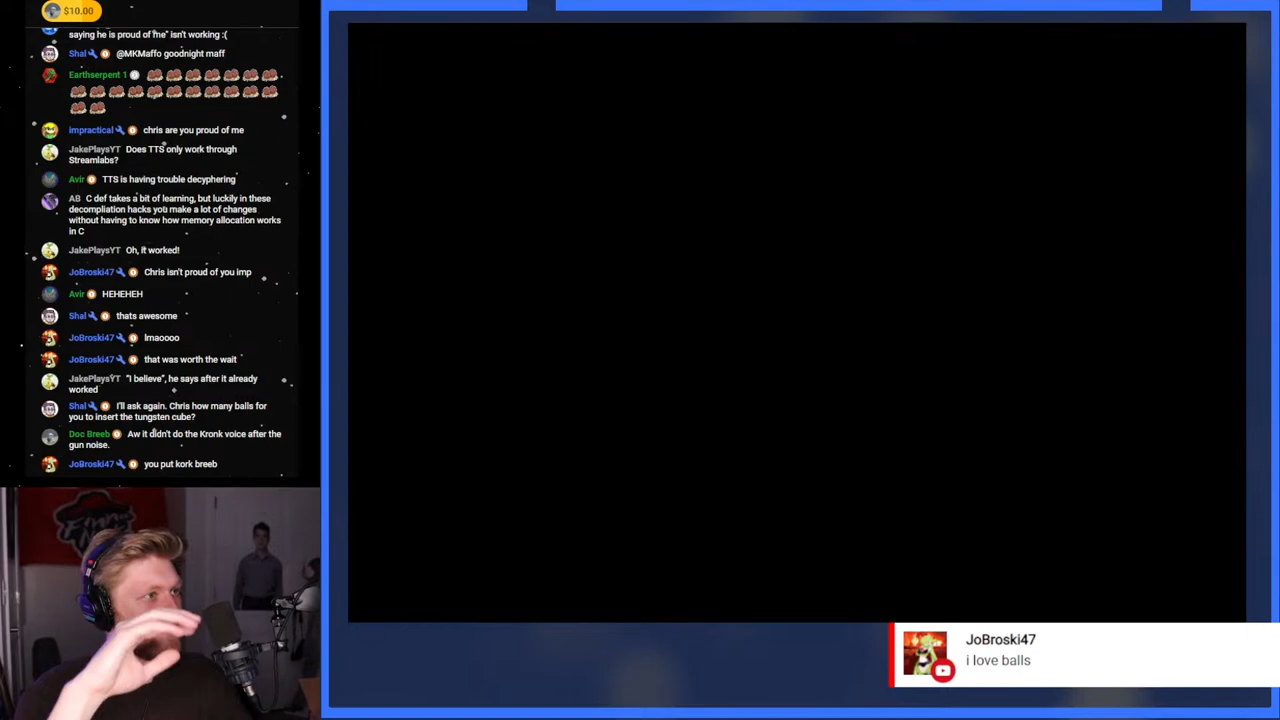 $10.00
saying he is proud of me" isn't working :(
Shal @MKMaffo goodnight maff
Earthserpent 1
impractical chris are you proud of me
JakePlaysYT Does TTS only work through
Streamlabs?
Avir TTS is having trouble decyphering
AB C def takes a bit of learning, but luckily in these
decompliation hacks you make a lot of changes
without having to know how memory allocation works
in C
JakePlaysYT Oh, it worked!
JoBroski47 Chris isn't proud of you imp
Avir HEHEHEH
Shal thats awesome
JoBroski47 lmaoooo
JoBroski47 that was worth the wait
JakePlaysYT "I believe", he says after it already
worked
Shal I'll ask again. Chris how many balls for
you to insert the tungsten cube?
Doc Breeb Aw it didn't do the Kronk voice after the
gun noise.
JoBroski47 you put kork breeb
JoBroski47
i love balls